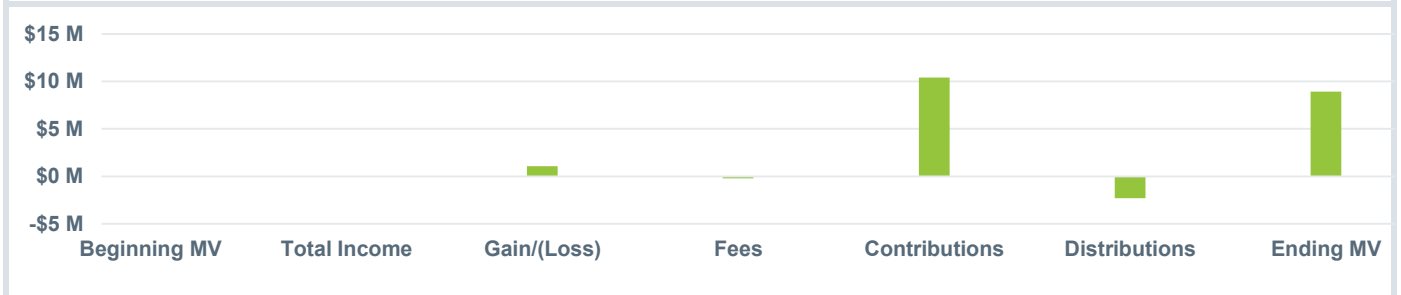 $15 M
$10 M
$5 M
$0 M
-$5 M
Beginning MV Total Income Gain/(Loss) Fees Contributions Distributions Ending MV